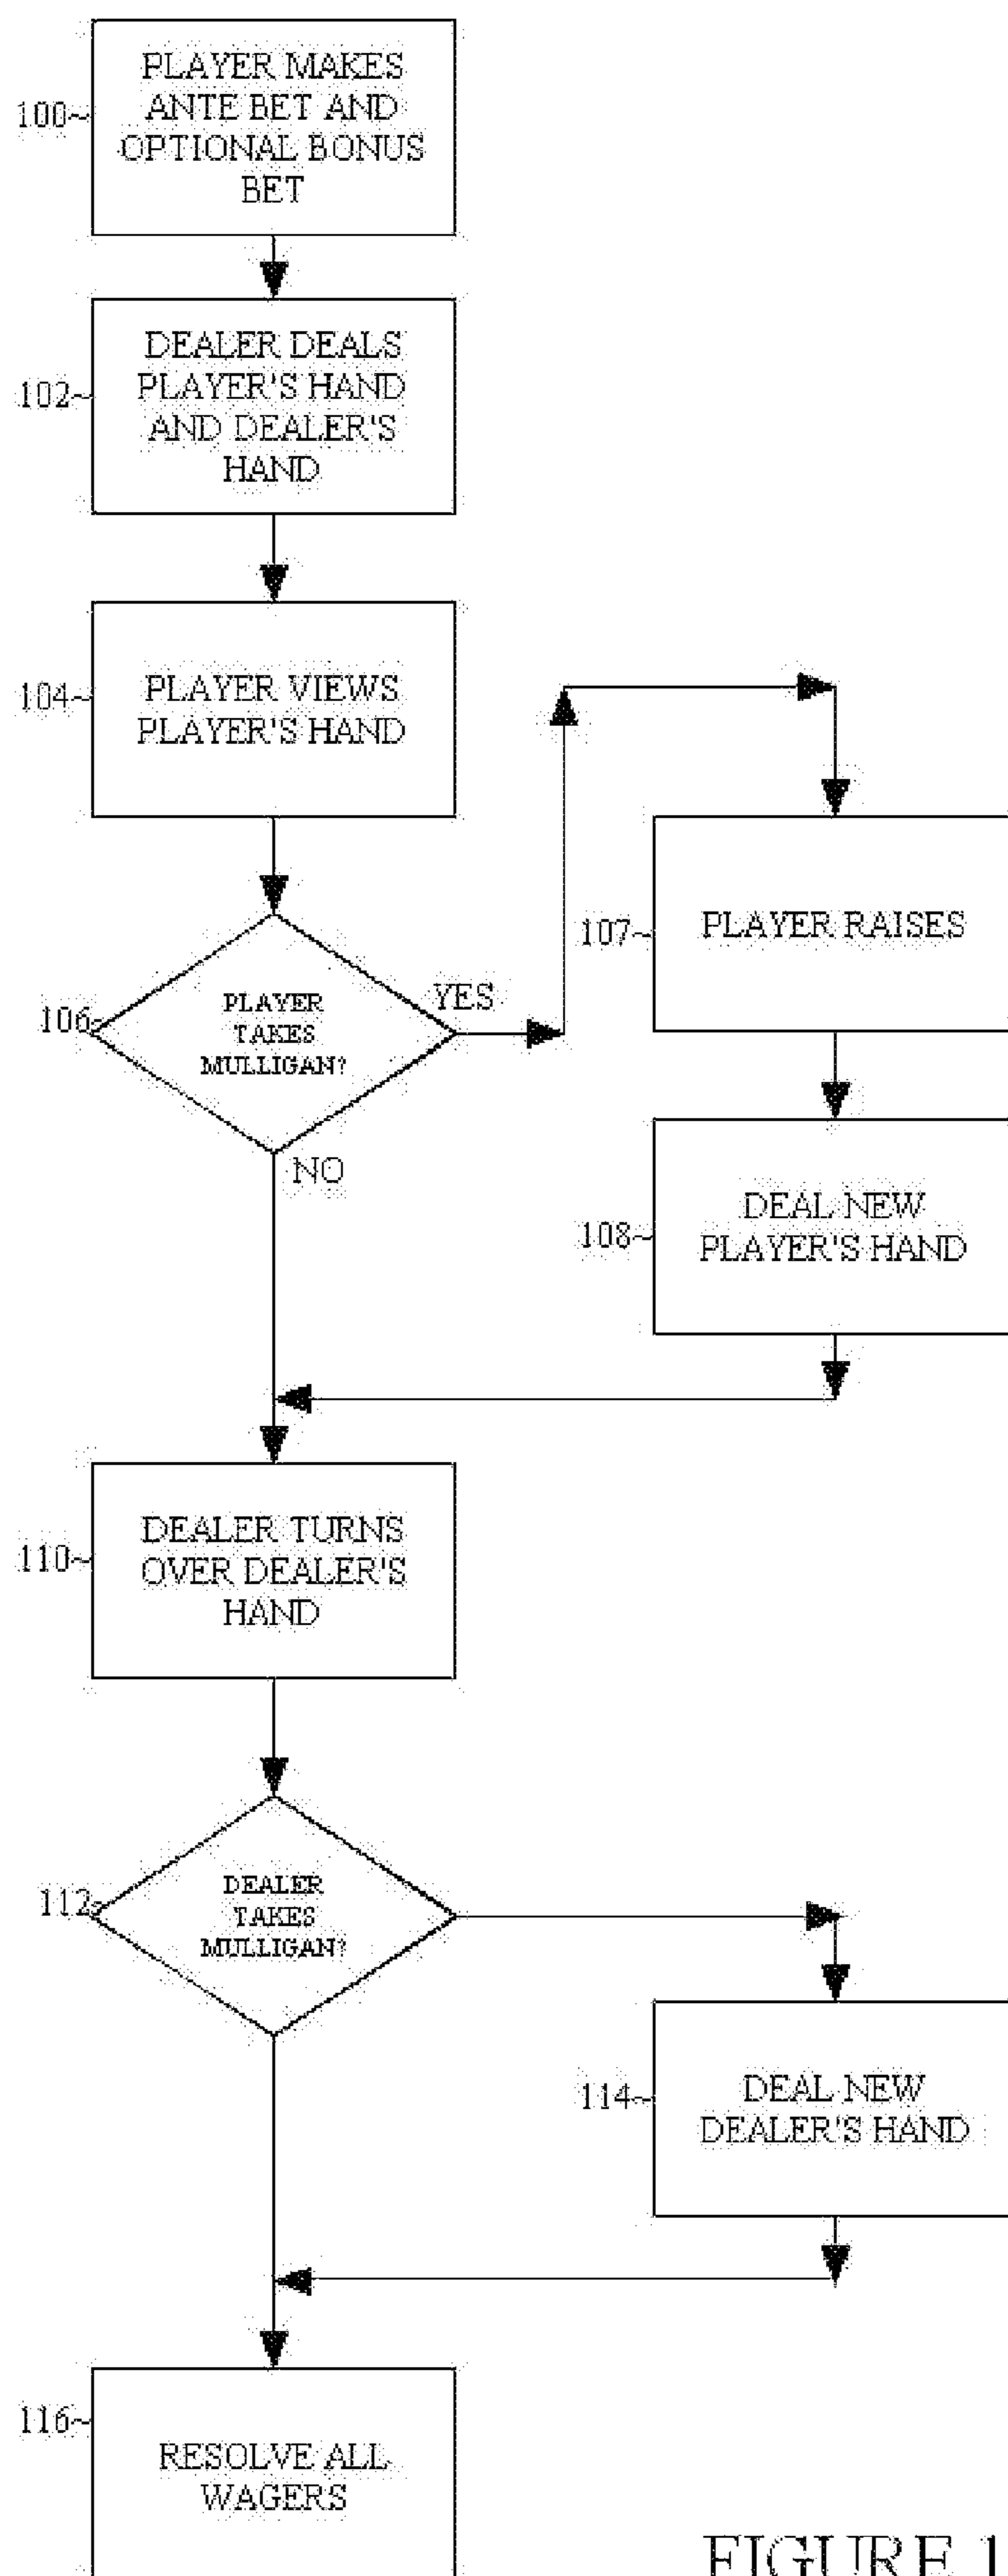 100~
PLAYER MAKES
ANTE BET AND
OPTIONAL BONUS
BET
102~
DEALER DEALS
PLAYER'S HAND
AND DEALER'S
HAND
104~
PLAYER VIEWS
PLAYER'S HAND
106~
PLAYER
TAKES
MULLIGAN?
YES
NO
107~
PLAYER RAISES
108~
DEAL NEW
PLAYER'S HAND
110~
DEALER TURNS
OVER DEALER'S
HAND
112~
DEALER
TAKES
MULLIGAN?
114~
DEAL NEW
DEALER'S HAND
116~
RESOLVE ALL
WAGERS
FIGURE 1